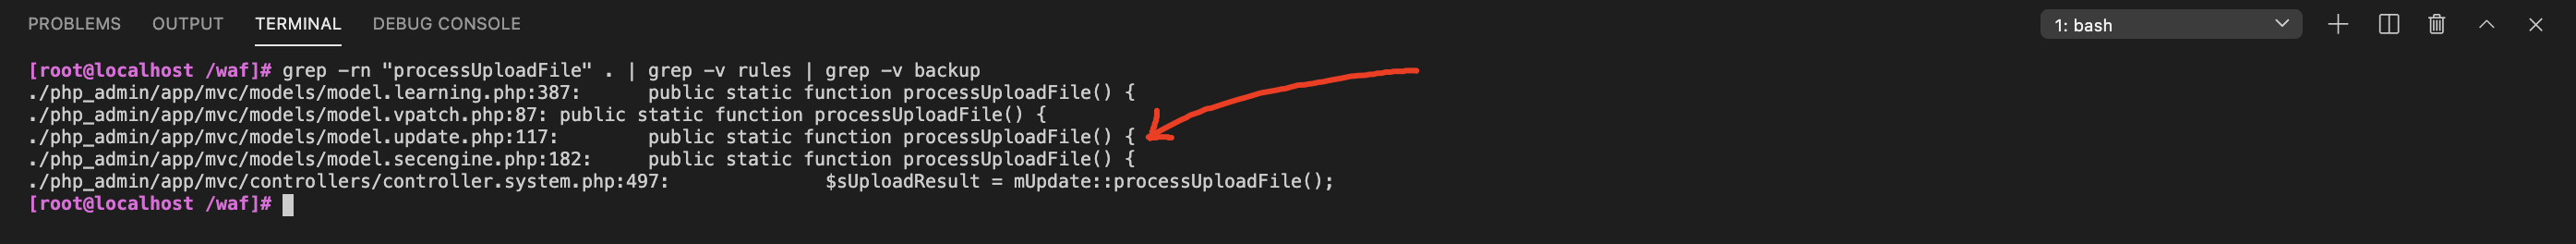 PROBLEMS OUTPUT TERMINAL DEBUG CONSOLE 1: bash
[root@localhost /waf]# grep -rn "processUploadFile" . | grep -v rules | grep -v backup
./php_admin/app/mvc/models/model.learning.php:387:      public static function processUploadFile() {
./php_admin/app/mvc/models/model.vpatch.php:87: public static function processUploadFile() {
./php_admin/app/mvc/models/model.update.php:117:        public static function processUploadFile() {
./php_admin/app/mvc/models/model.secengine.php:182:     public static function processUploadFile() {
./php_admin/app/mvc/controllers/controller.system.php:497:              $sUploadResult = mUpdate::processUploadFile();
[root@localhost /waf]#